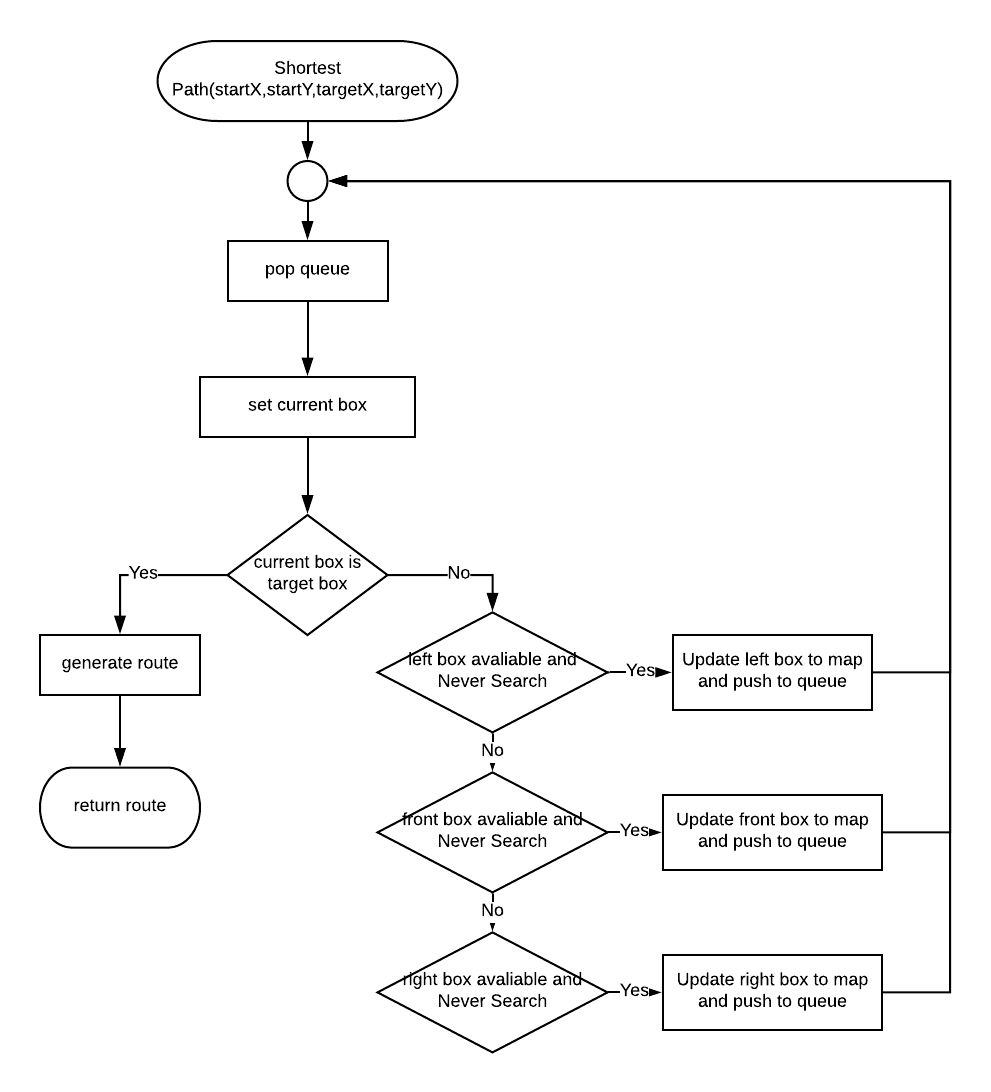 Shortest
Path(startX,startY,targetX,targetY)
pop queue
set current box
current box is
target box
Yes
No
generate route
return route
left box avaliable and
Never Search
Yes
Update left box to map
and push to queue
No
front box avaliable and
Never Search
Yes
Update front box to map
and push to queue
No
right box avaliable and
Never Search
Yes
Update right box to map
and push to queue